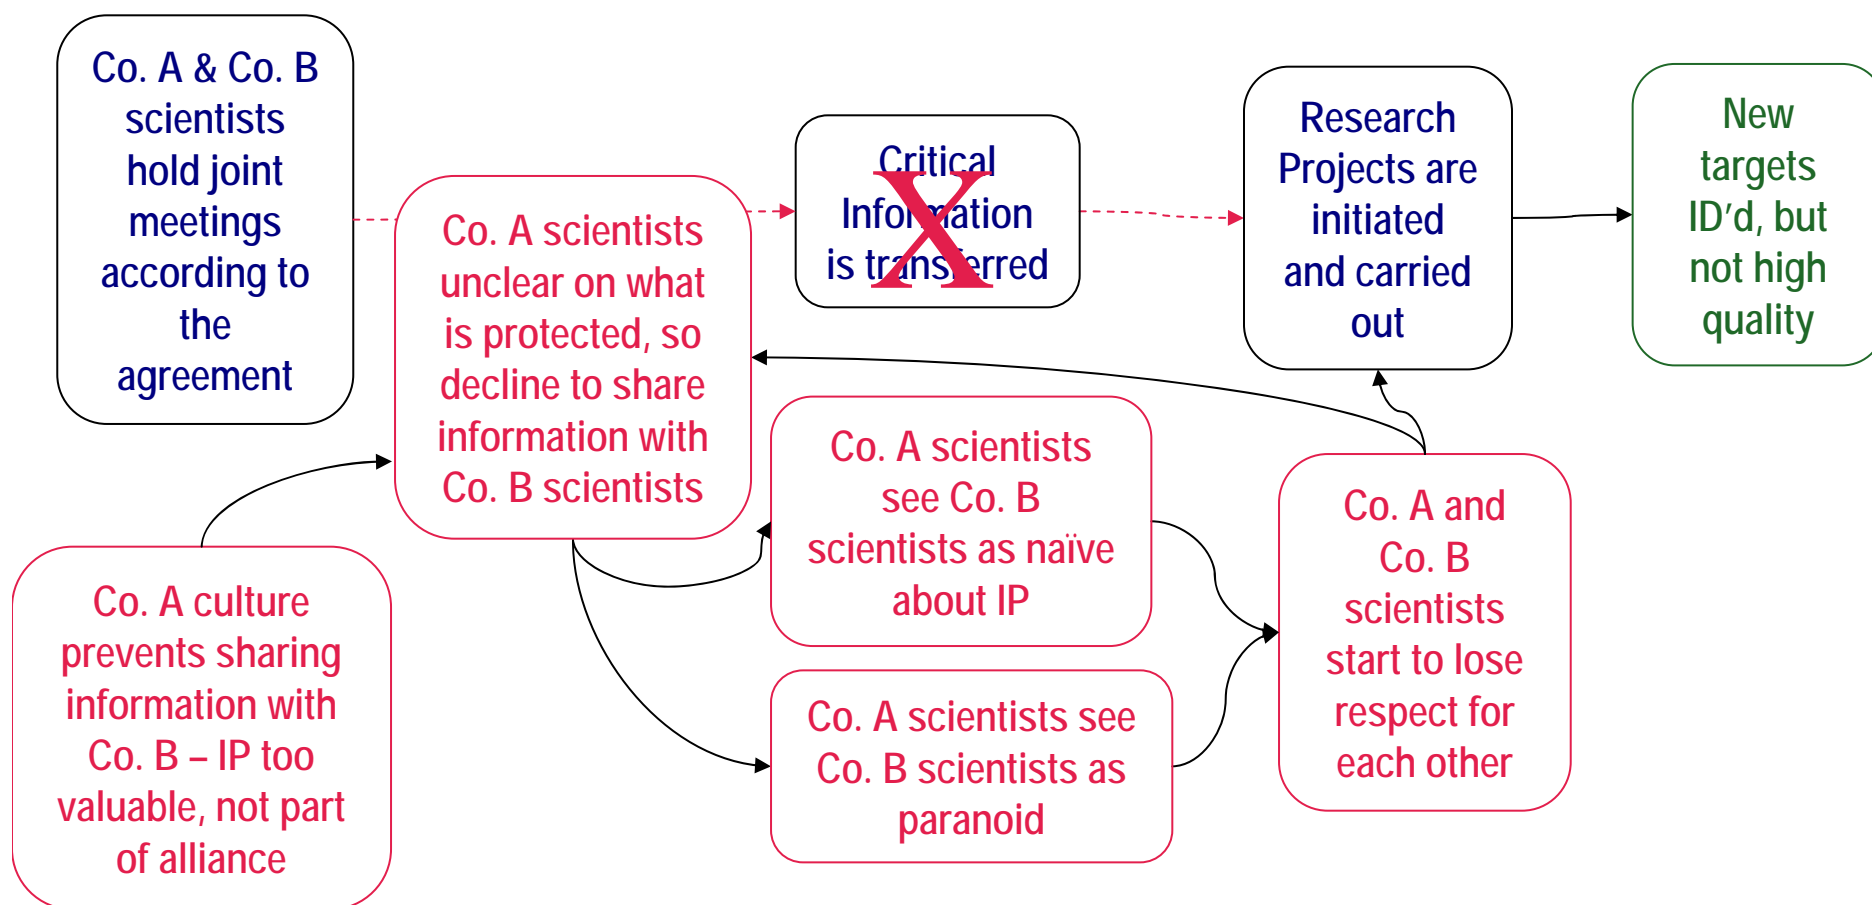 Co. A & Co. B
scientists
hold joint
meetings
according to
the
agreement
Co. A scientists
unclear on what
is protected, so
decline to share
information with
Co. B scientists
Critical
Information
is transferred
X
Research
Projects are
initiated
and carried
out
New
targets
ID’d, but
not high
quality
Co. A culture
prevents sharing
information with
Co. B – IP too
valuable, not part
of alliance
Co. A scientists
see Co. B
scientists as naïve
about IP
Co. A scientists see
Co. B scientists as
paranoid
Co. A and
Co. B
scientists
start to lose
respect for
each other